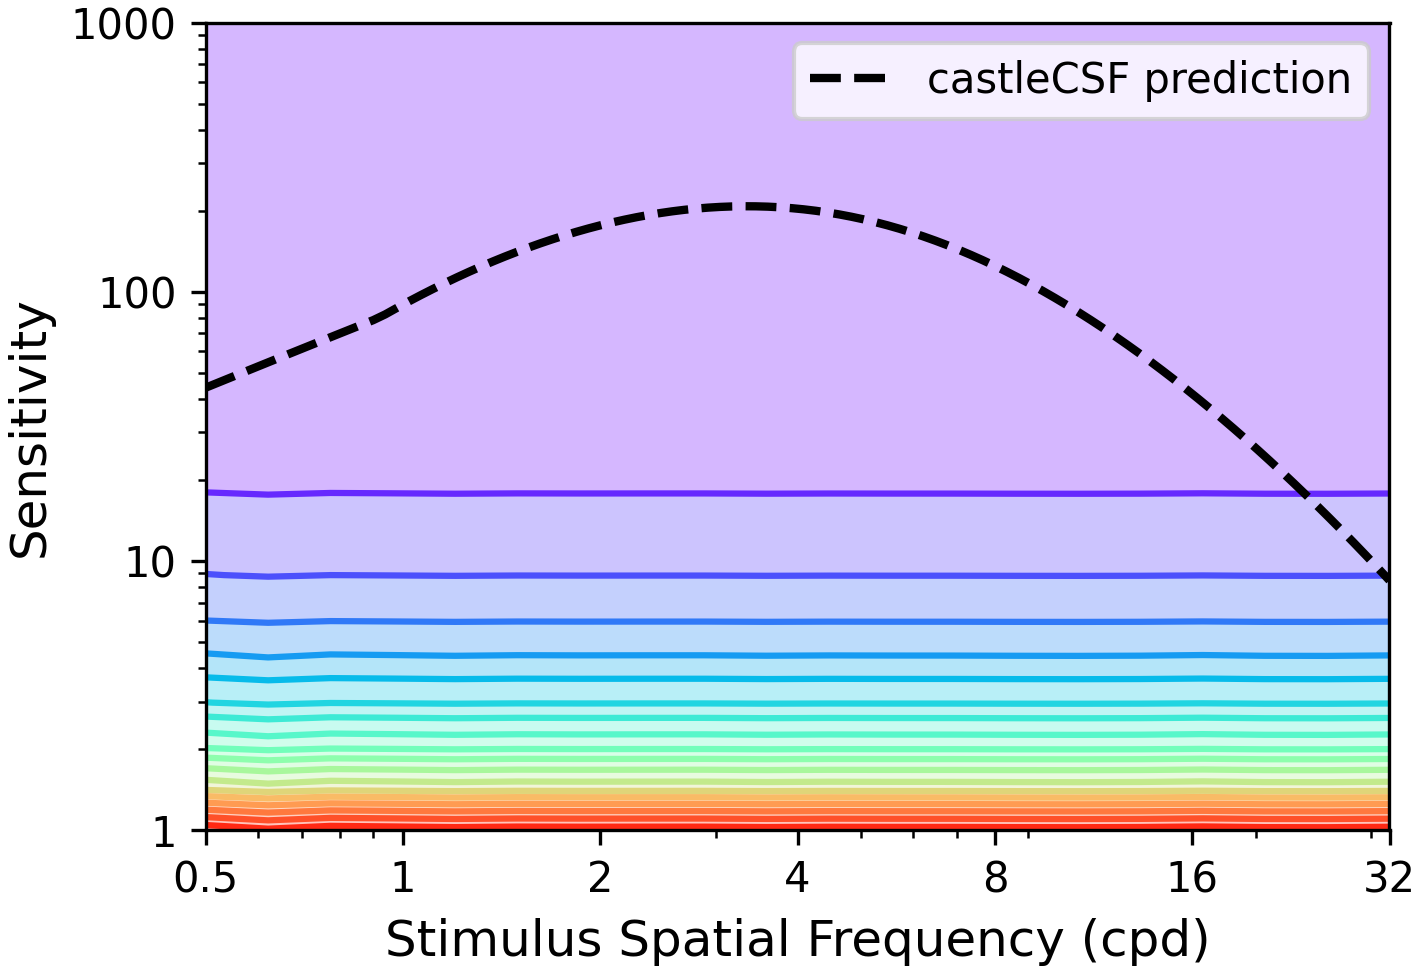 1000
castleCSF prediction
100
10
1
Sensitivity
0.5 1 2 4 8 16 32
Stimulus Spatial Frequency (cpd)